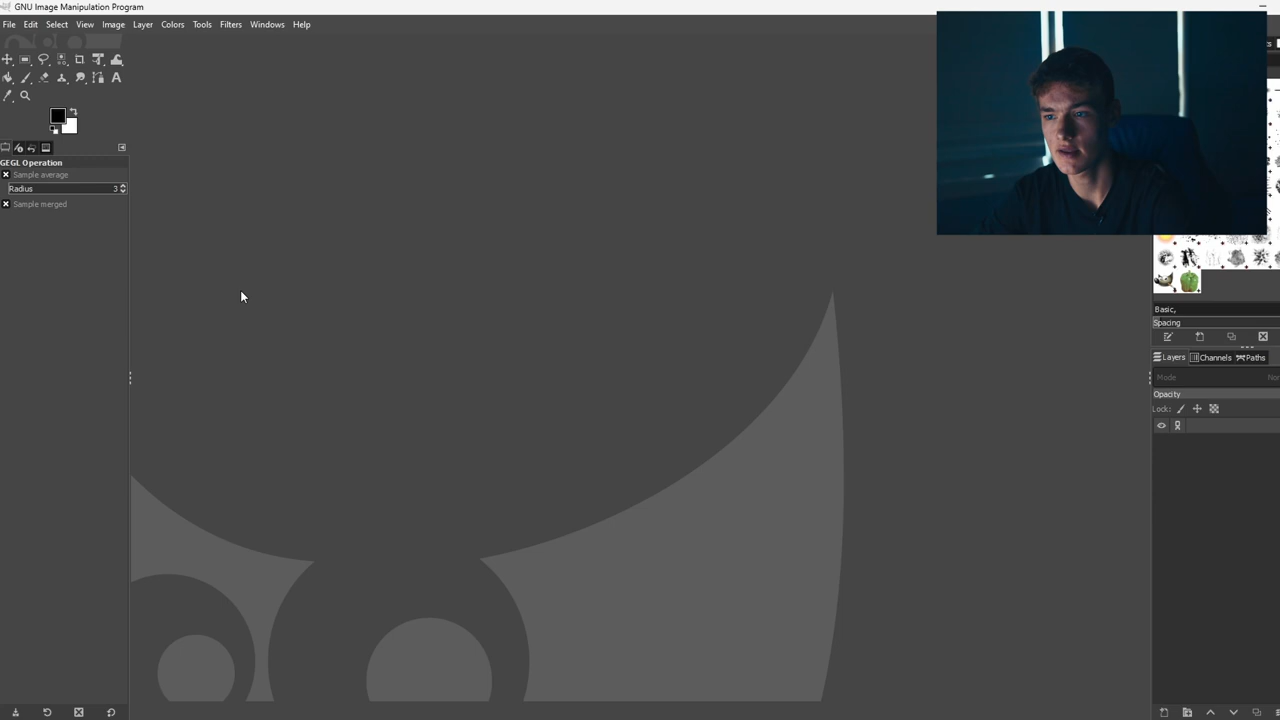 GNU Image Manipulation Program
File Edit Select View Image Layer Colors Tools Filters Windows Help
GEGL Operation
Sample average
Radius 3
Sample merged
Basic,
Spacing
Layers Channels Paths
Mode
Opacity
Lock: